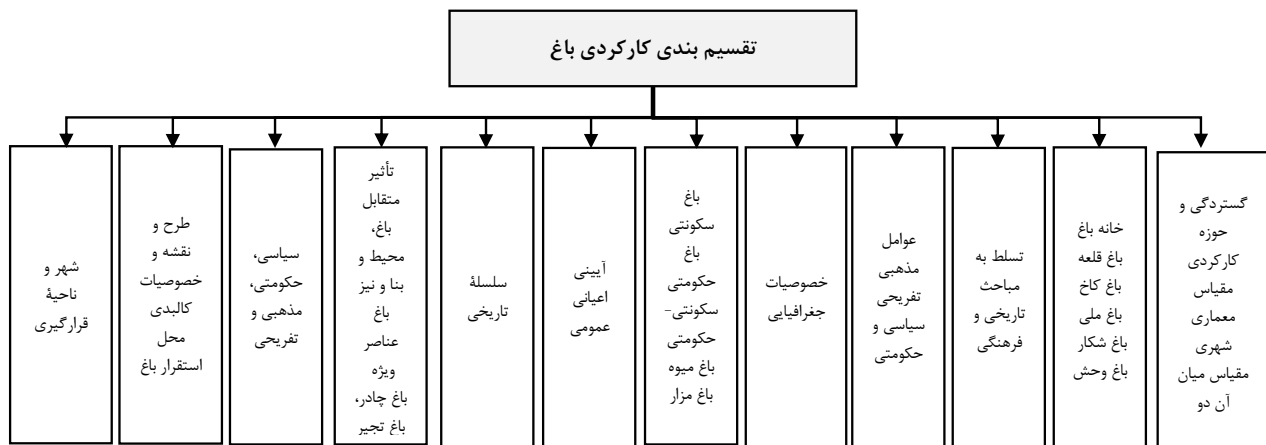 تقسیم بندی کارکردی باغ
گستردگی و
حوزه
کارکردی
مقیاس
معماری
شهری
مقیاس میان
آن دو
خانه باغ
باغ قلعه
باغ کاخ
باغ ملی
باغ شکار
باغ وحش
تسلط به
مباحث
تاریخی و
فرهنگی
عوامل
مذهبی
تفریحی
سیاسی و
حکومتی
خصوصیات
جغرافیایی
باغ
سکونتی
باغ
حکومتی
سکونتی-
حکومتی
باغ میوه
باغ مزار
آیینی
اعیانی
عمومی
سلسلۀ
تاریخی
تأثیر
متقابل
باغ،
محیط و
بنا و نیز
باغ
عناصر
ویژه
باغ چادر،
باغ تجیر
سیاسی،
حکومتی،
مذهبی و
تفریحی
طرح و
نقشه و
خصوصیات
کالبدی
محل
استقرار باغ
شهر و
ناحیۀ
قرارگیری